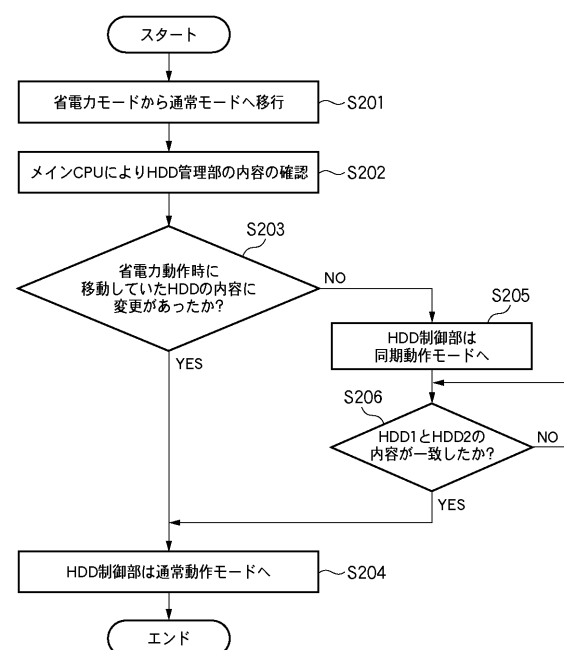 スタート
省電力モードから通常モードへ移行
S201
メインCPUによりHDD管理部の内容の確認
S202
S203
省電力動作時に
移動していたHDDの内容に
変更があったか?
NO
YES
S205
HDD制御部は
同期動作モードへ
S206
HDD1とHDD2の
内容が一致したか?
NO
YES
HDD制御部は通常動作モードへ
S204
エンド